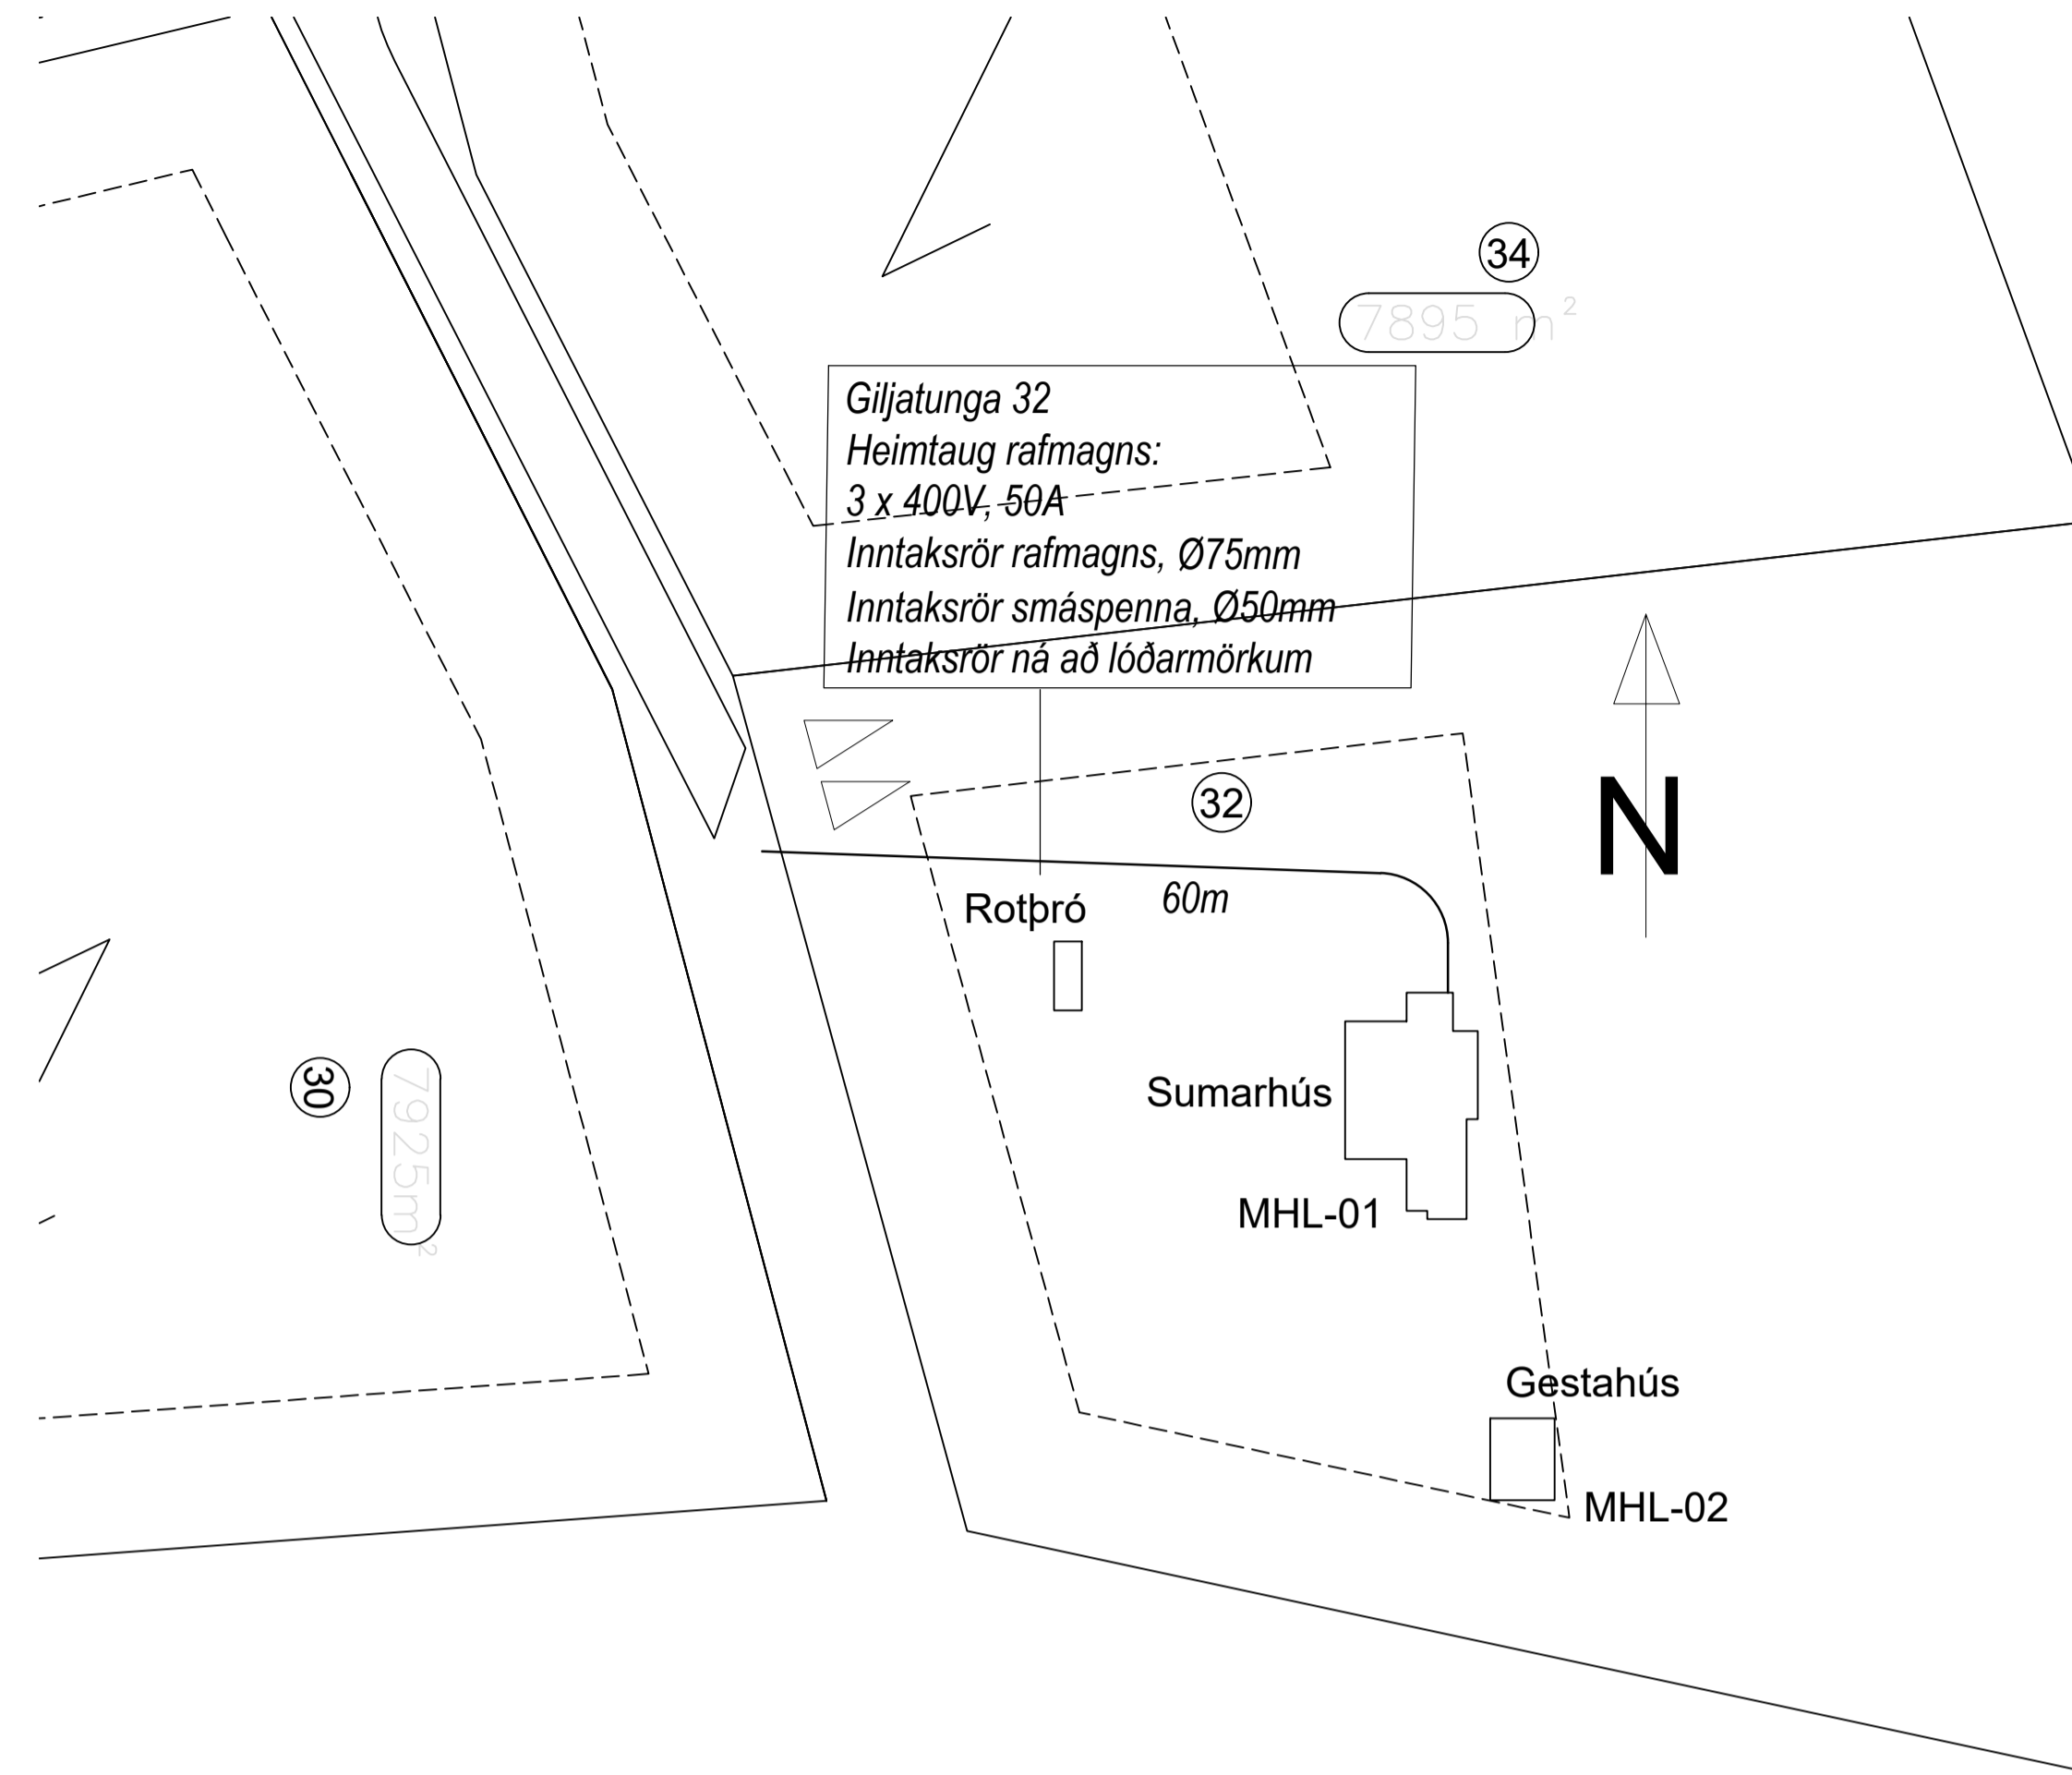 34
7895 m²
Giljatunga 32
Heimtaug rafmagns:
3 x 400V, 50A
Inntaksrör rafmagns, Ø75mm
Inntaksrör smáspenna, Ø50mm
Inntaksrör ná að lóðarmörkum
32
N
60m
Rotþró
30
7925m²
Sumarhús
MHL-01
Gestahús
MHL-02